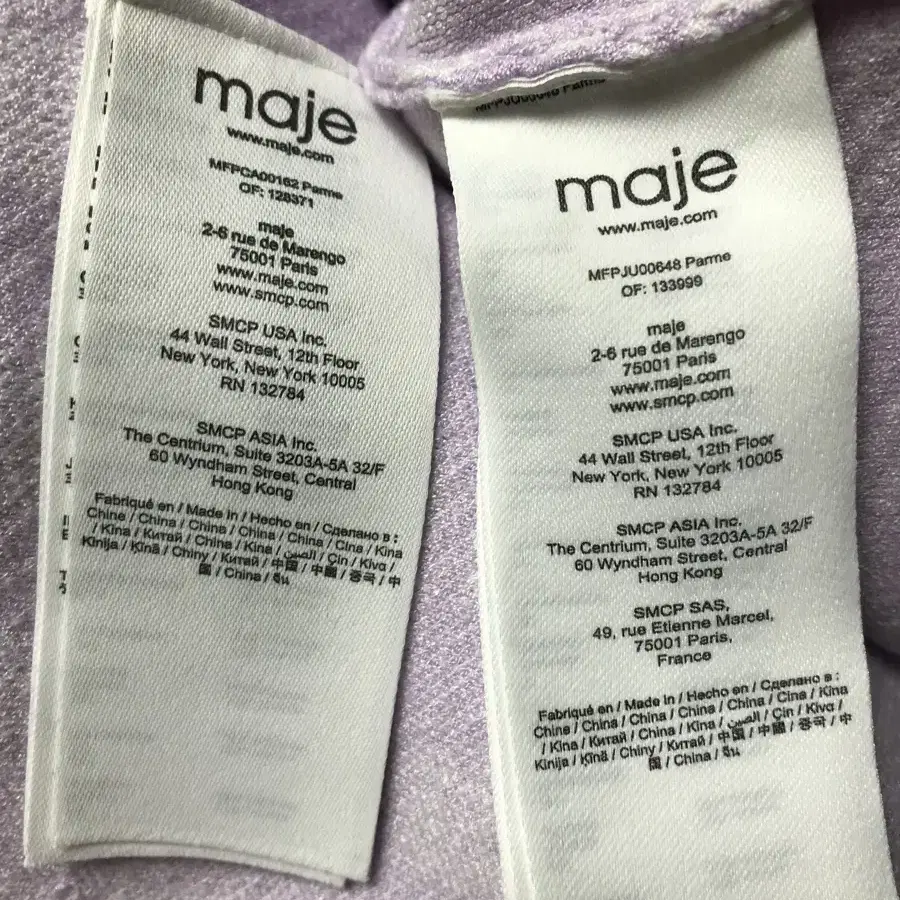 maje
www.maje.com
MFPCA00162 Parme
OF: 128371
maje
2-6 rue de Marengo
75001 Paris
www.maje.com
www.smcp.com
SMCP USA Inc.
44 Wall Street, 12th Floor
New York, New York 10005
RN 132784
SMCP ASIA Inc.
The Centrium, Suite 3203A-5A 32/F
60 Wyndham Street, Central
Hong Kong
Fabriqué en / Made in / Hecho en / Сделано в :
Chine / China / China / China / China / Cina / Kina
/ Kina / Китай / China / Kina / الصين / Çin / Kıva /
Kinija / Ķīnā / Chiny / Китай / 中国 / 中國 / 중국 / 中
国 / China / จีน
MFPJU00648 Parme
maje
www.maje.com
MFPJU00648 Parme
OF: 133999
maje
2-6 rue de Marengo
75001 Paris
www.maje.com
www.smcp.com
SMCP USA Inc.
44 Wall Street, 12th Floor
New York, New York 10005
RN 132784
SMCP ASIA Inc.
The Centrium, Suite 3203A-5A 32/F
60 Wyndham Street, Central
Hong Kong
SMCP SAS,
49, rue Etienne Marcel,
75001 Paris,
France
Fabriqué en / Made in / Hecho en / Сделано в :
Chine / China / China / China / China / Cina / Kina
/ Kina / Китай / China / Kina / الصين / Çin / Kıva /
Kinija / Ķīnā / Chiny / Китай / 中国 / 中國 / 중국 / 中
国 / China / จีน